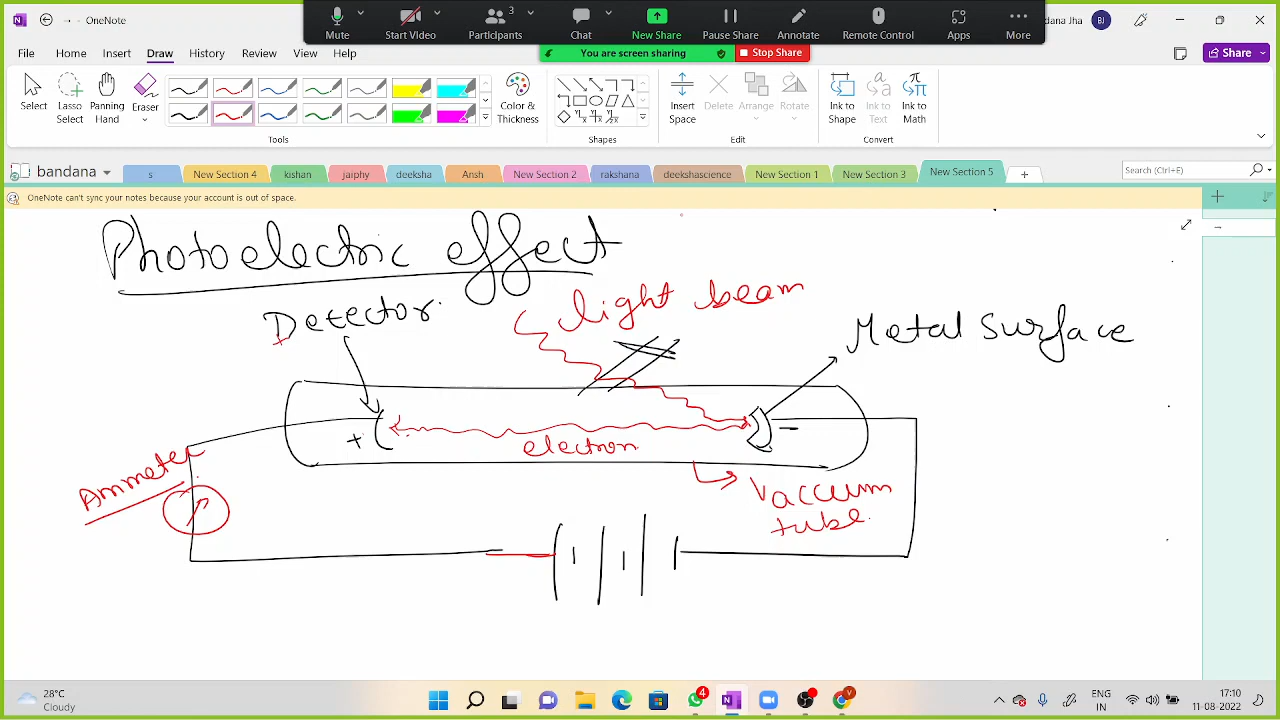 Mute
Start Video
Participants
3
Chat
New Share
Pause Share
Annotate
Remote Control
Apps
More
OneNote
dana Jha
BJ
You are screen sharing
Stop Share
File Home Insert Draw History Review View Help
Share
Select
Lasso Select
Panning Hand
Eraser
Color & Thickness
Insert Space
Delete
Arrange
Rotate
Ink to Shape
Ink to Text
Ink to Math
Tools
Shapes
Edit
Convert
bandana
s
New Section 4
kishan
jaiphy
deeksha
Ansh
New Section 2
rakshana
deekshascience
New Section 1
New Section 3
New Section 5
Search (Ctrl+E)
OneNote can't sync your notes because your account is out of space.
Photoelectric effect
light beam
Detector
Metal Surface
+
-
electron
Ammeter
Vaccum
tube
28°C
Cloudy
4
V
ENG
IN
17:10
11-08-2022